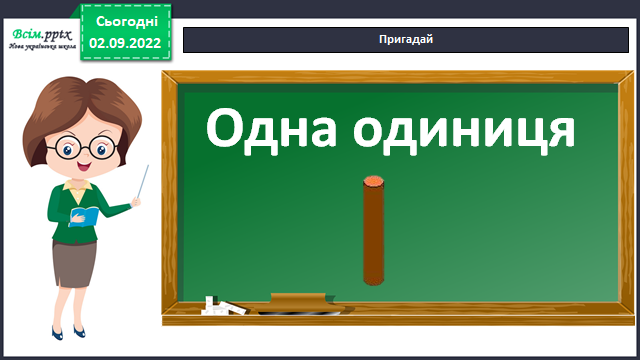 Всім.pptx
Нова українська школа
Сьогодні
02.09.2022
Пригадай
Одна одиниця